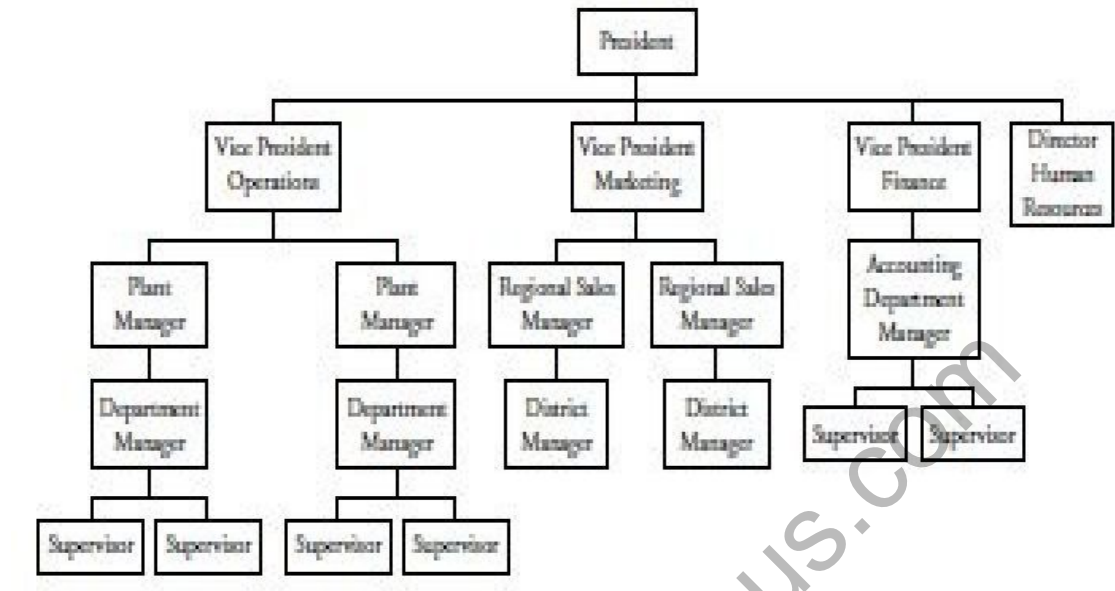 President
Vice President
Operations
Vice President
Marketing
Vice President
Finance
Director
Human
Resources
Plant
Manager
Plant
Manager
Regional Sales
Manager
Regional Sales
Manager
Accounting
Department
Manager
Department
Manager
Department
Manager
District
Manager
District
Manager
Supervisor
Supervisor
Supervisor
Supervisor
Supervisor
Supervisor
us.com